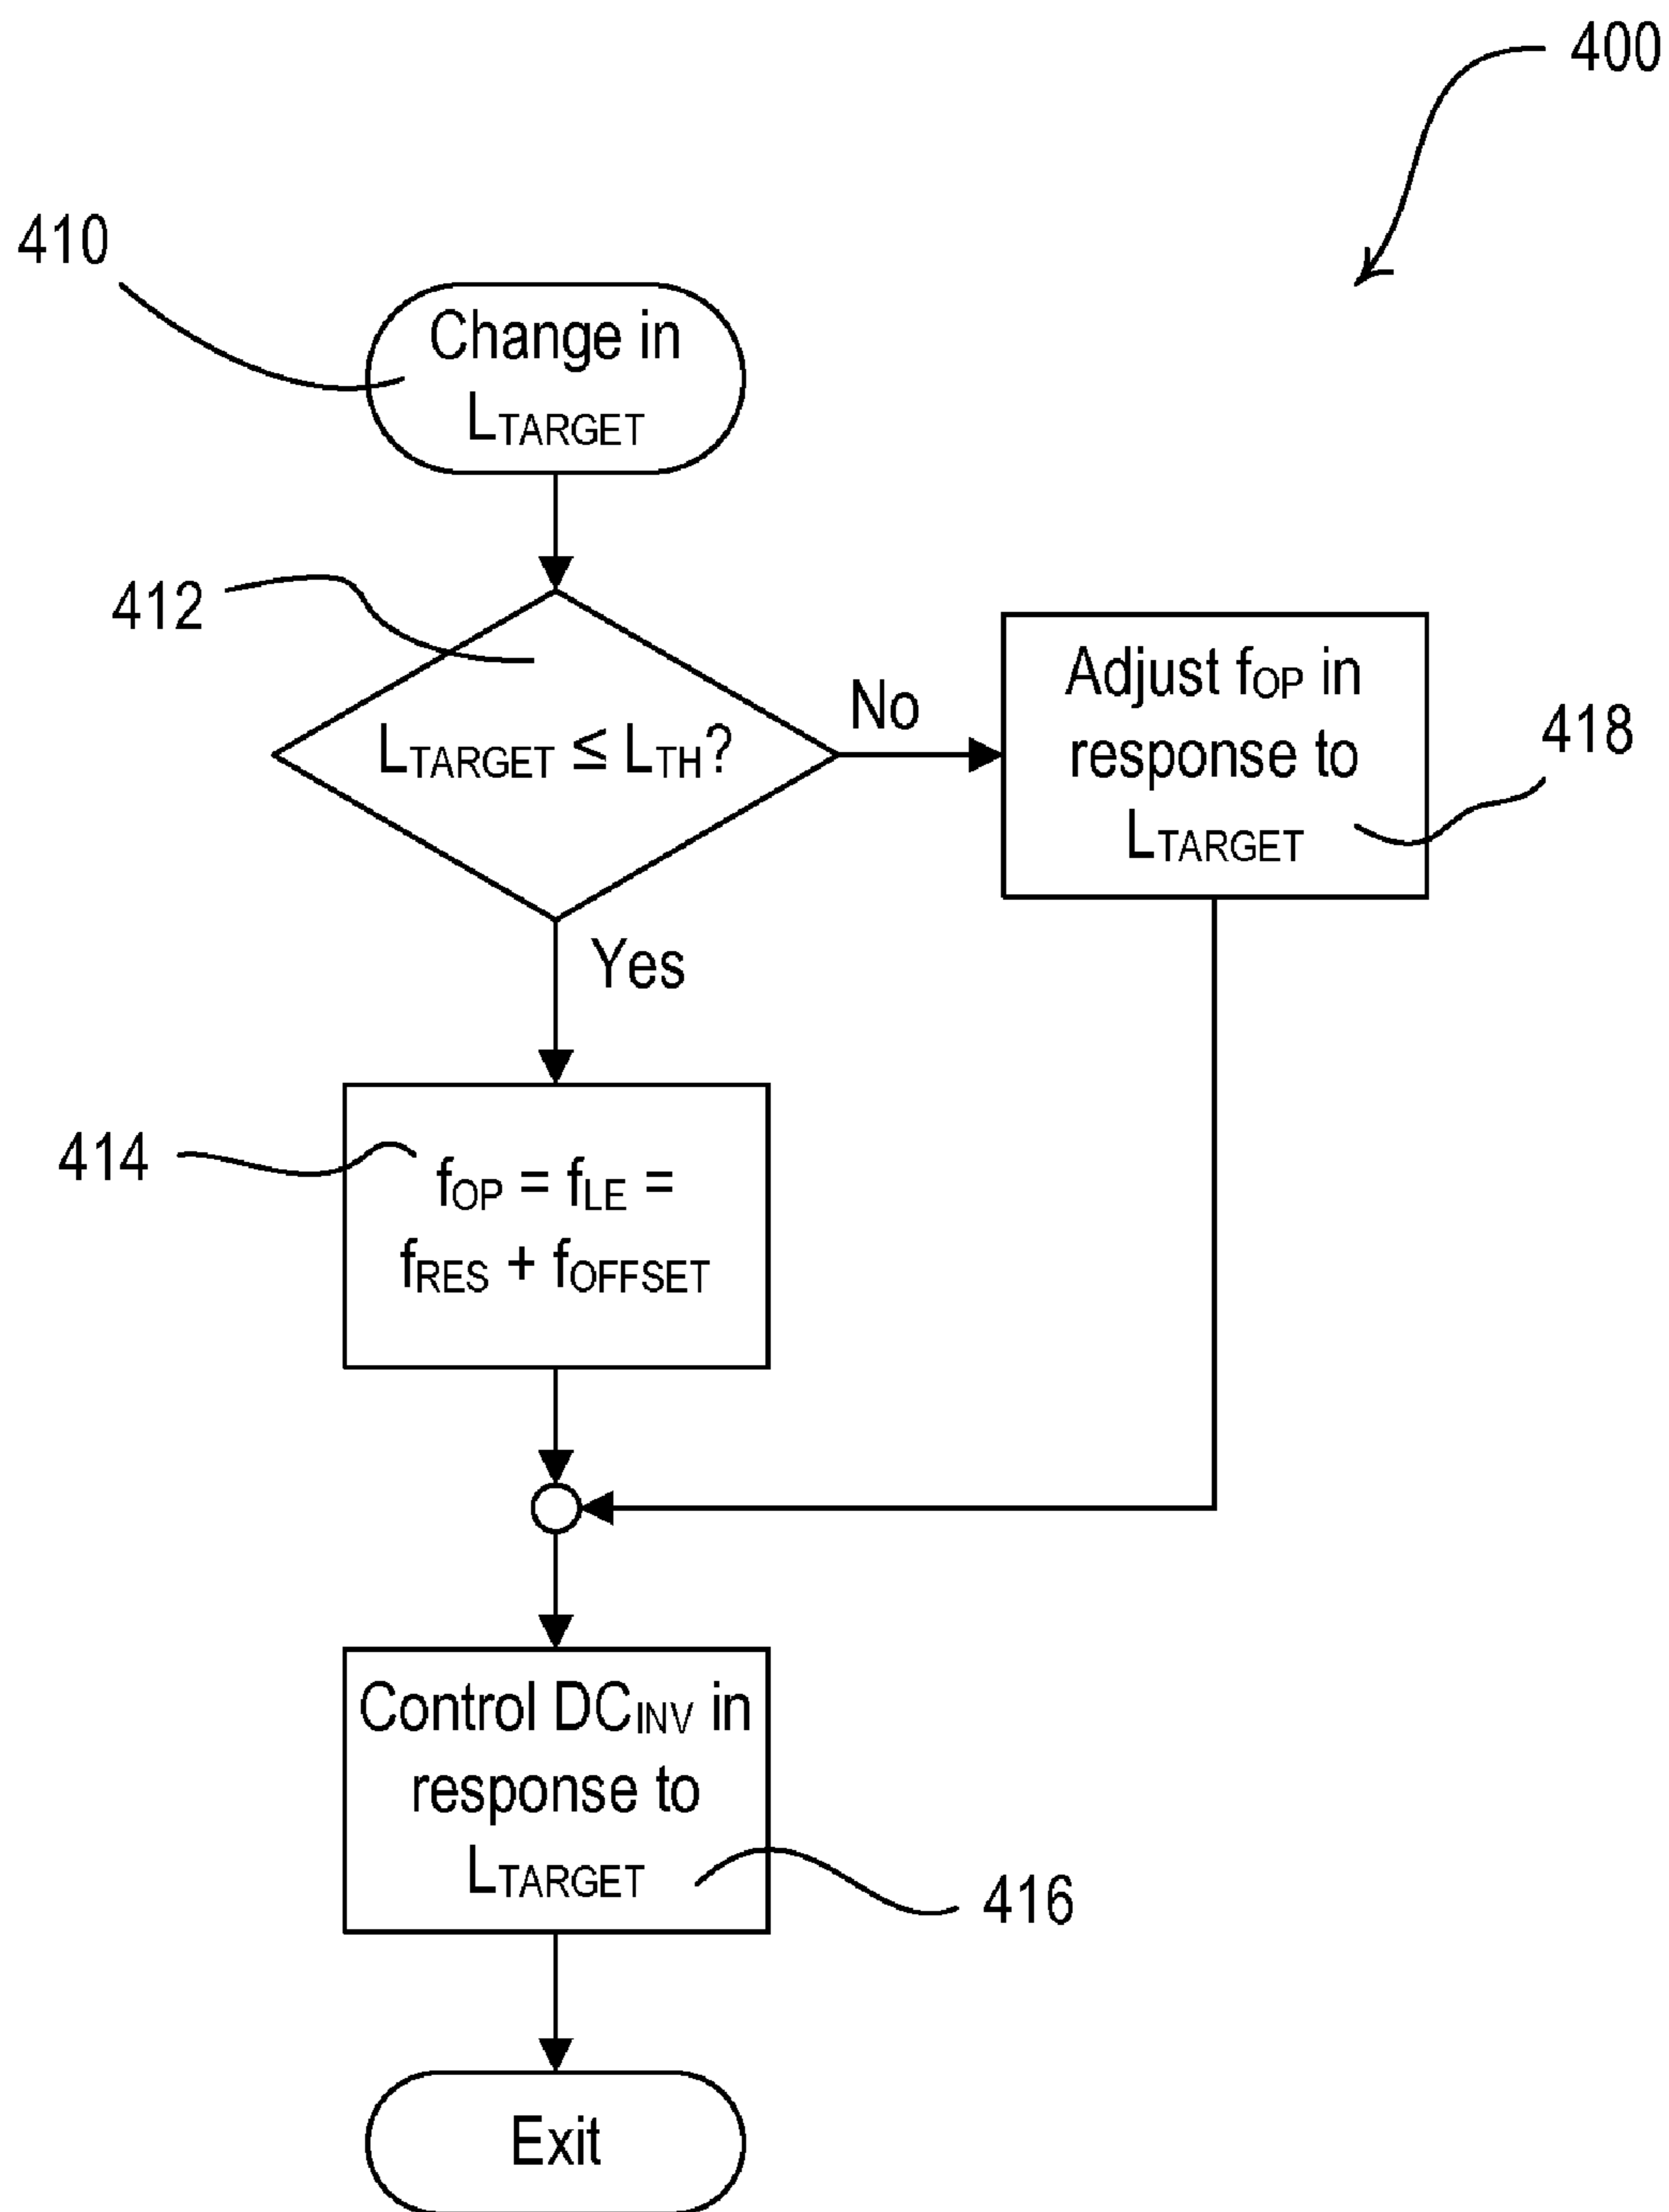 400
410
Change in
LTARGET
412
LTARGET ≤ LTH?
No
Adjust fOP in
response to
LTARGET
418
Yes
414
fOP = fLE =
fRES + fOFFSET
Control DCINV in
response to
LTARGET
416
Exit